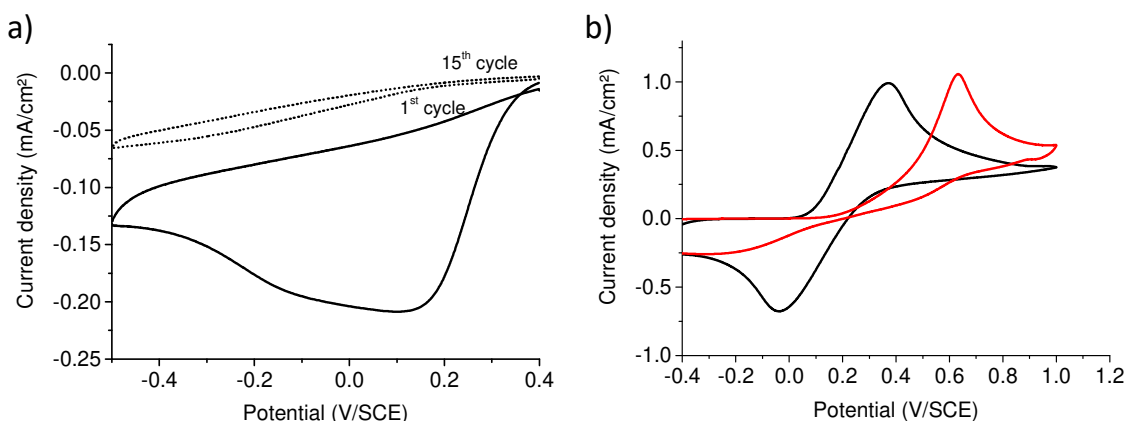 a)
0.00
-0.05
-0.10
-0.15
-0.20
-0.25
Current density (mA/cm²)
15th cycle
1st cycle
-0.4 -0.2 0.0 0.2 0.4
Potential (V/SCE)
b)
1.0
0.5
0.0
-0.5
-1.0
Current density (mA/cm²)
-0.4 -0.2 0.0 0.2 0.4 0.6 0.8 1.0 1.2
Potential (V/SCE)